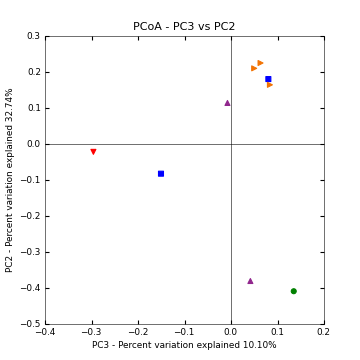 PCoA - PC3 vs PC2
0.3
0.2
0.1
0.0
−0.1
−0.2
−0.3
−0.4
−0.5
PC2 - Percent variation explained 32.74%
−0.4 −0.3 −0.2 −0.1 0.0 0.1 0.2
PC3 - Percent variation explained 10.10%